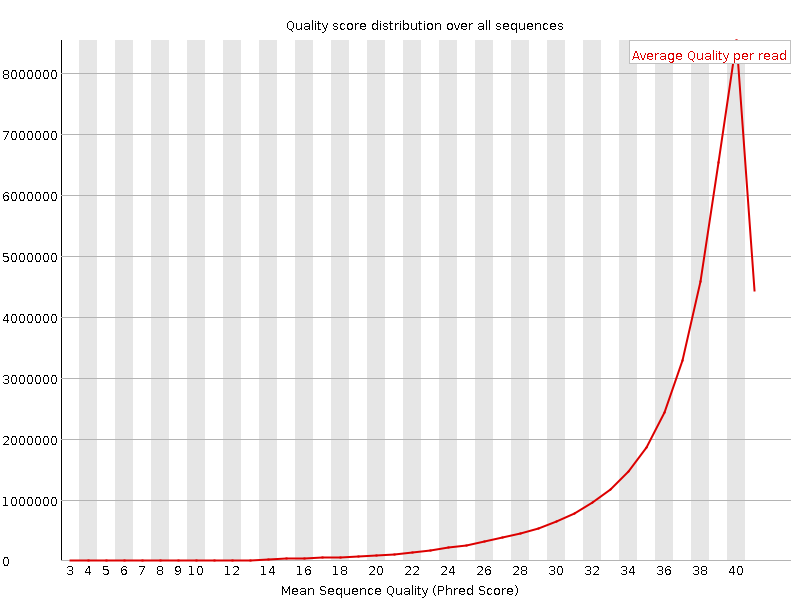 Quality score distribution over all sequences
Average Quality per read
8000000
7000000
6000000
5000000
4000000
3000000
2000000
1000000
0
3 4 5 6 7 8 9 10 12 14 16 18 20 22 24 26 28 30 32 34 36 38 40
Mean Sequence Quality (Phred Score)